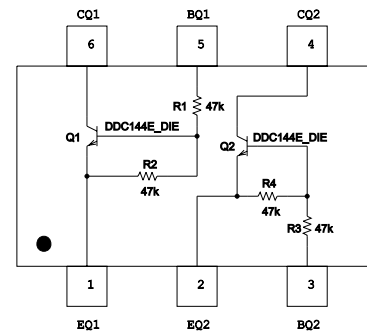 CQ1 BQ1 CQ2
6 5 4
R1 47k
DDC144E_DIE
Q1
DDC144E_DIE
Q2
R2
47k
R4
47k
R3 47k
1 2 3
EQ1 EQ2 BQ2